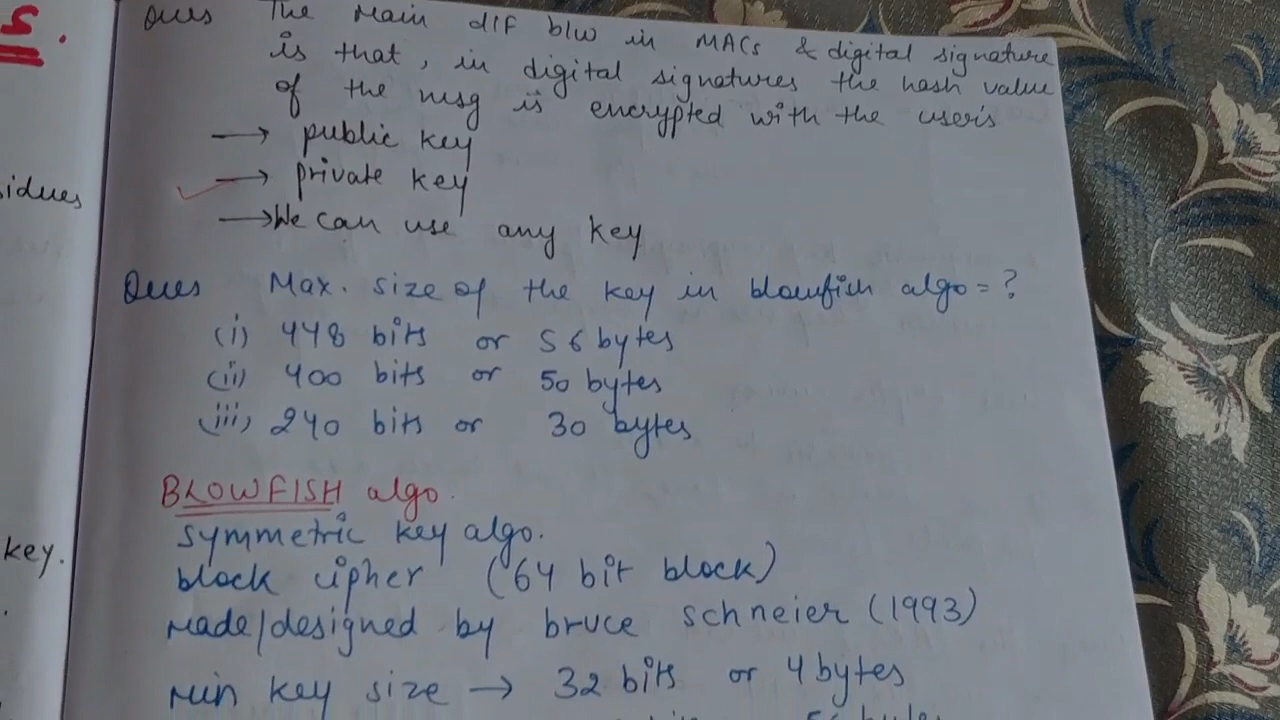 s.
Ques The Main dif b/w in MACs & digital signature
is that, in digital signatures the hash value
of the msg is encrypted with the user's
→ public key
→ private key
→ We can use any key
sidues
Ques Max. size of the key in blowfish algo = ?
(i) 448 bits or 56 bytes
(ii) 400 bits or 50 bytes
(iii) 240 bits or 30 bytes
BLOWFISH algo.
symmetric key algo.
key.
block cipher (64 bit block)
made/designed by bruce schneier (1993)
min key size → 32 bits or 4 bytes